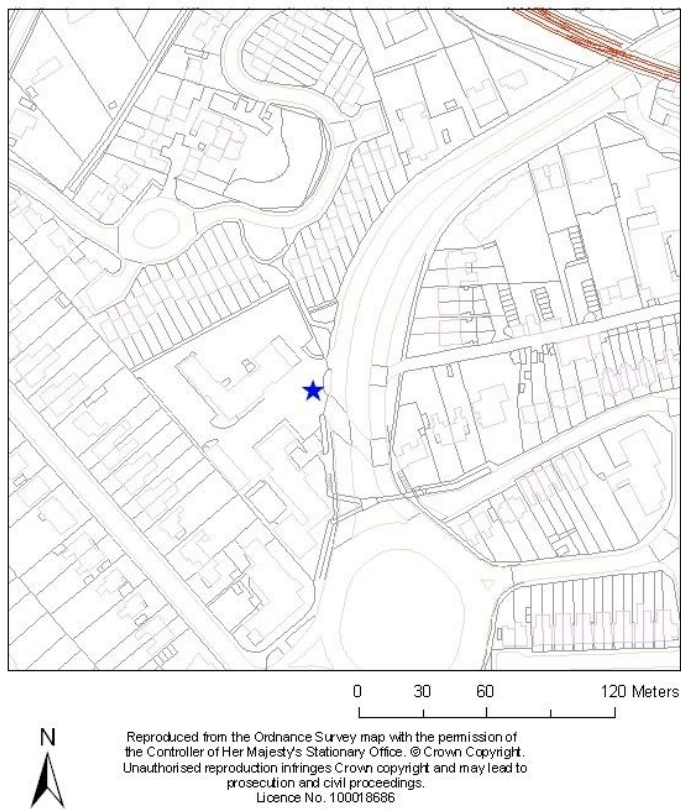 0 30 60 120 Meters
N
Reproduced from the Ordnance Survey map with the permission of
the Controller of Her Majesty's Stationary Office. © Crown Copyright.
Unauthorised reproduction infringes Crown copyright and may lead to
prosecution and civil proceedings.
Licence No. 100018686